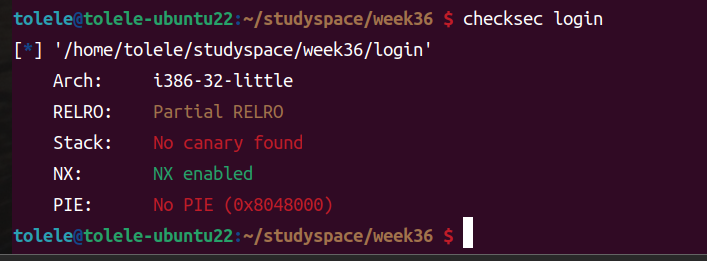 tolele@tolele-ubuntu22:~/studyspace/week36 $ checksec login
[*] '/home/tolele/studyspace/week36/login'
Arch: i386-32-little
RELRO: Partial RELRO
Stack: No canary found
NX: NX enabled
PIE: No PIE (0x8048000)
tolele@tolele-ubuntu22:~/studyspace/week36 $